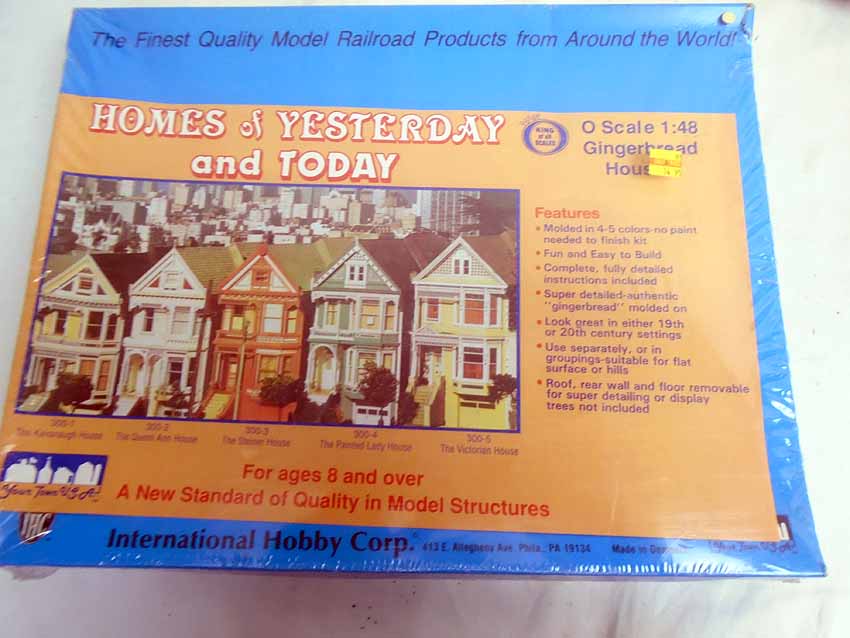 The Finest Quality Model Railroad Products from Around the World!
HOMES of YESTERDAY
and TODAY
KING
of all
SCALES
O Scale 1:48
Gingerbread
Features
• Molded in 4-5 colors-no paint
needed to finish kit
• Fun and Easy to Build
• Complete, fully detailed
instructions included
• Super detailed-authentic
"gingerbread" molded on
• Look great in either 19th
or 20th century settings
• Use separately, or in
groupings-suitable for flat
surface or hills
• Roof, rear wall and floor removable
for super detailing or display
trees not included
300-1
The Kavanaugh House
300-2
The Queen Ann House
300-3
The Steiner House
300-4
The Painted Lady House
300-5
The Victorian House
Your Town U.S.A!
For ages 8 and over
A New Standard of Quality in Model Structures
IHC
International Hobby Corp. 413 E. Allegheny Ave. Phila., PA 19134 Made in
Your Town U.S.A!